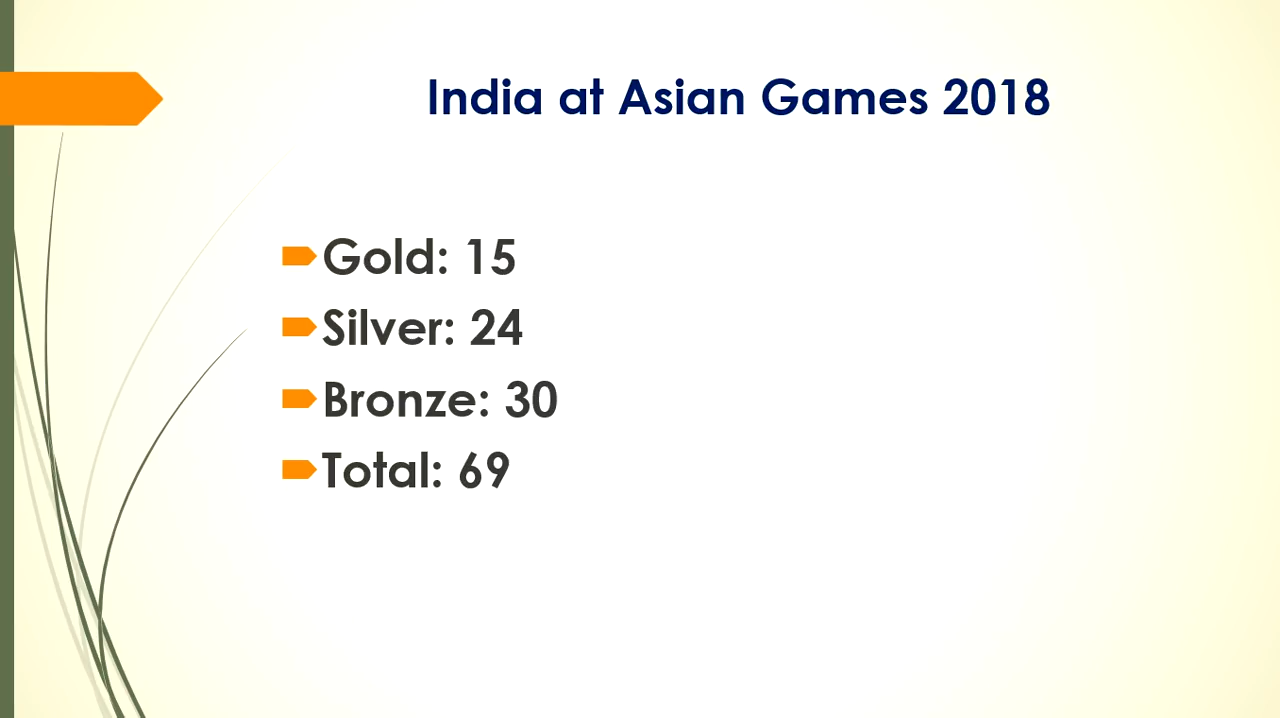 India at Asian Games 2018
Gold: 15
Silver: 24
Bronze: 30
Total: 69